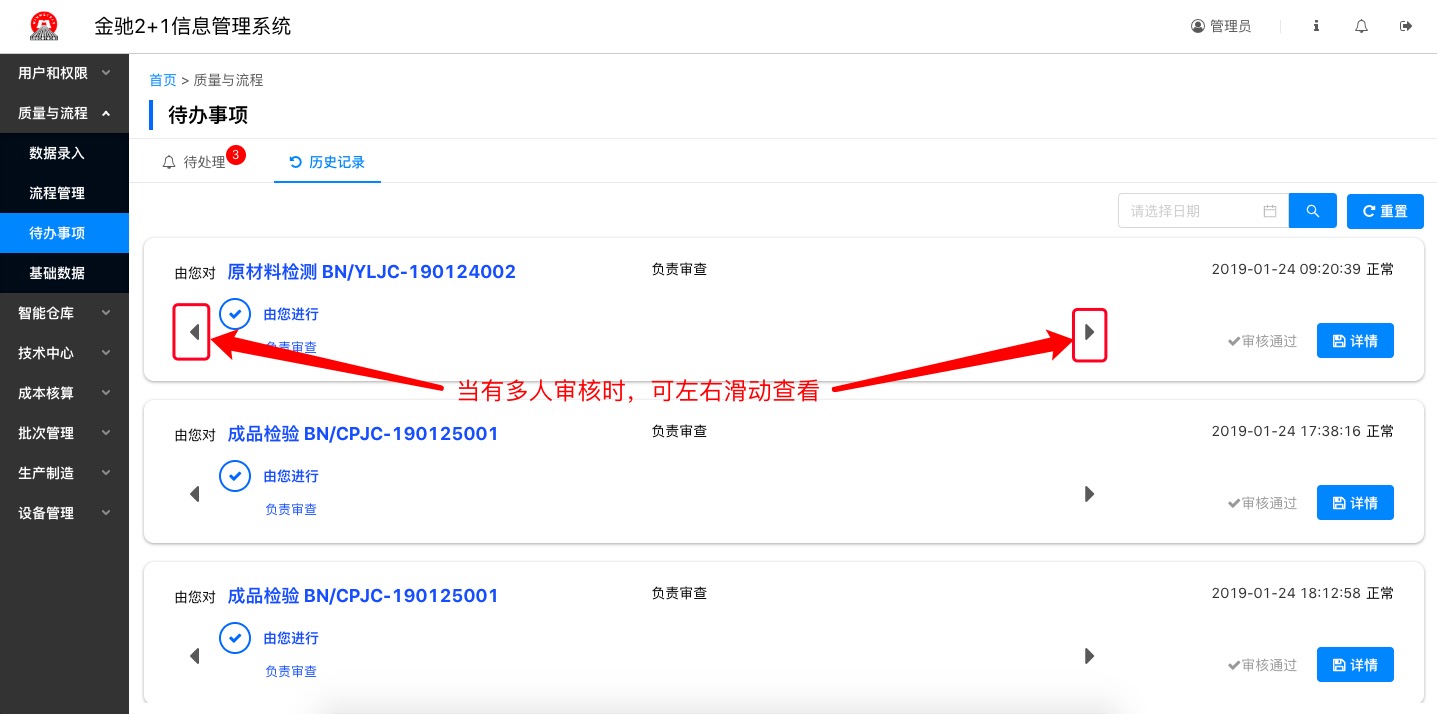 金驰2+1信息管理系统
管理员
用户和权限
质量与流程
数据录入
流程管理
待办事项
基础数据
智能仓库
技术中心
成本核算
批次管理
生产制造
设备管理
首页 > 质量与流程
待办事项
待处理 3
历史记录
请选择日期
重置
由您对 原材料检测 BN/YLJC-190124002
负责审查
2019-01-24 09:20:39 正常
由您进行
负责审查
审核通过
详情
当有多人审核时，可左右滑动查看
由您对 成品检验 BN/CPJC-190125001
负责审查
2019-01-24 17:38:16 正常
由您进行
负责审查
审核通过
详情
由您对 成品检验 BN/CPJC-190125001
负责审查
2019-01-24 18:12:58 正常
由您进行
负责审查
审核通过
详情